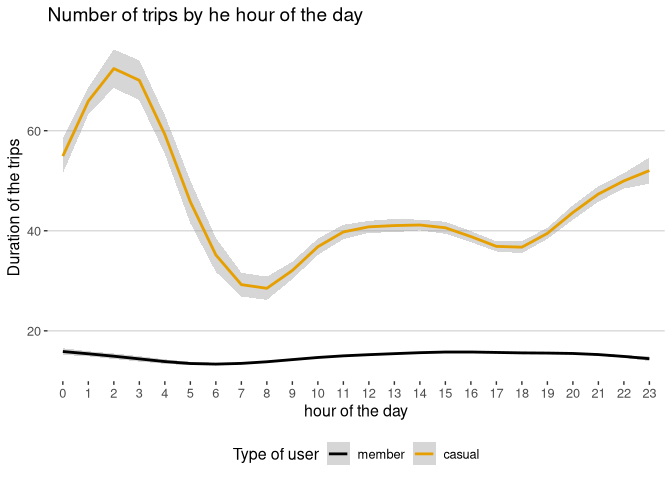 Number of trips by he hour of the day
Duration of the trips
60
40
20
0 1 2 3 4 5 6 7 8 9 10 11 12 13 14 15 16 17 18 19 20 21 22 23
hour of the day
Type of user member casual